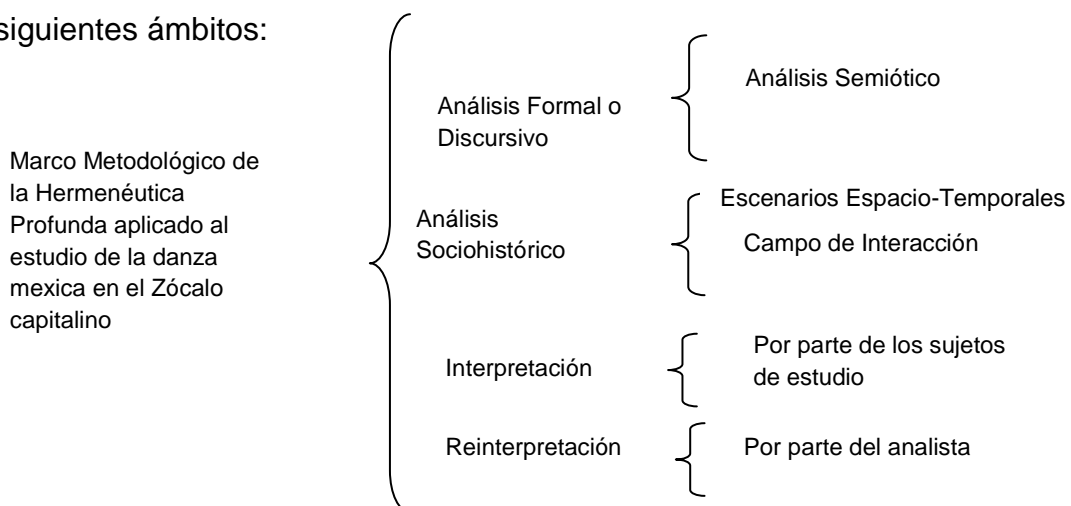 siguientes ámbitos:
Marco Metodológico de
la Hermenéutica
Profunda aplicado al
estudio de la danza
mexica en el Zócalo
capitalino
Análisis Formal o
Discursivo
Análisis Semiótico
Análisis
Sociohistórico
Escenarios Espacio-Temporales
Campo de Interacción
Interpretación
Por parte de los sujetos
de estudio
Reinterpretación
Por parte del analista